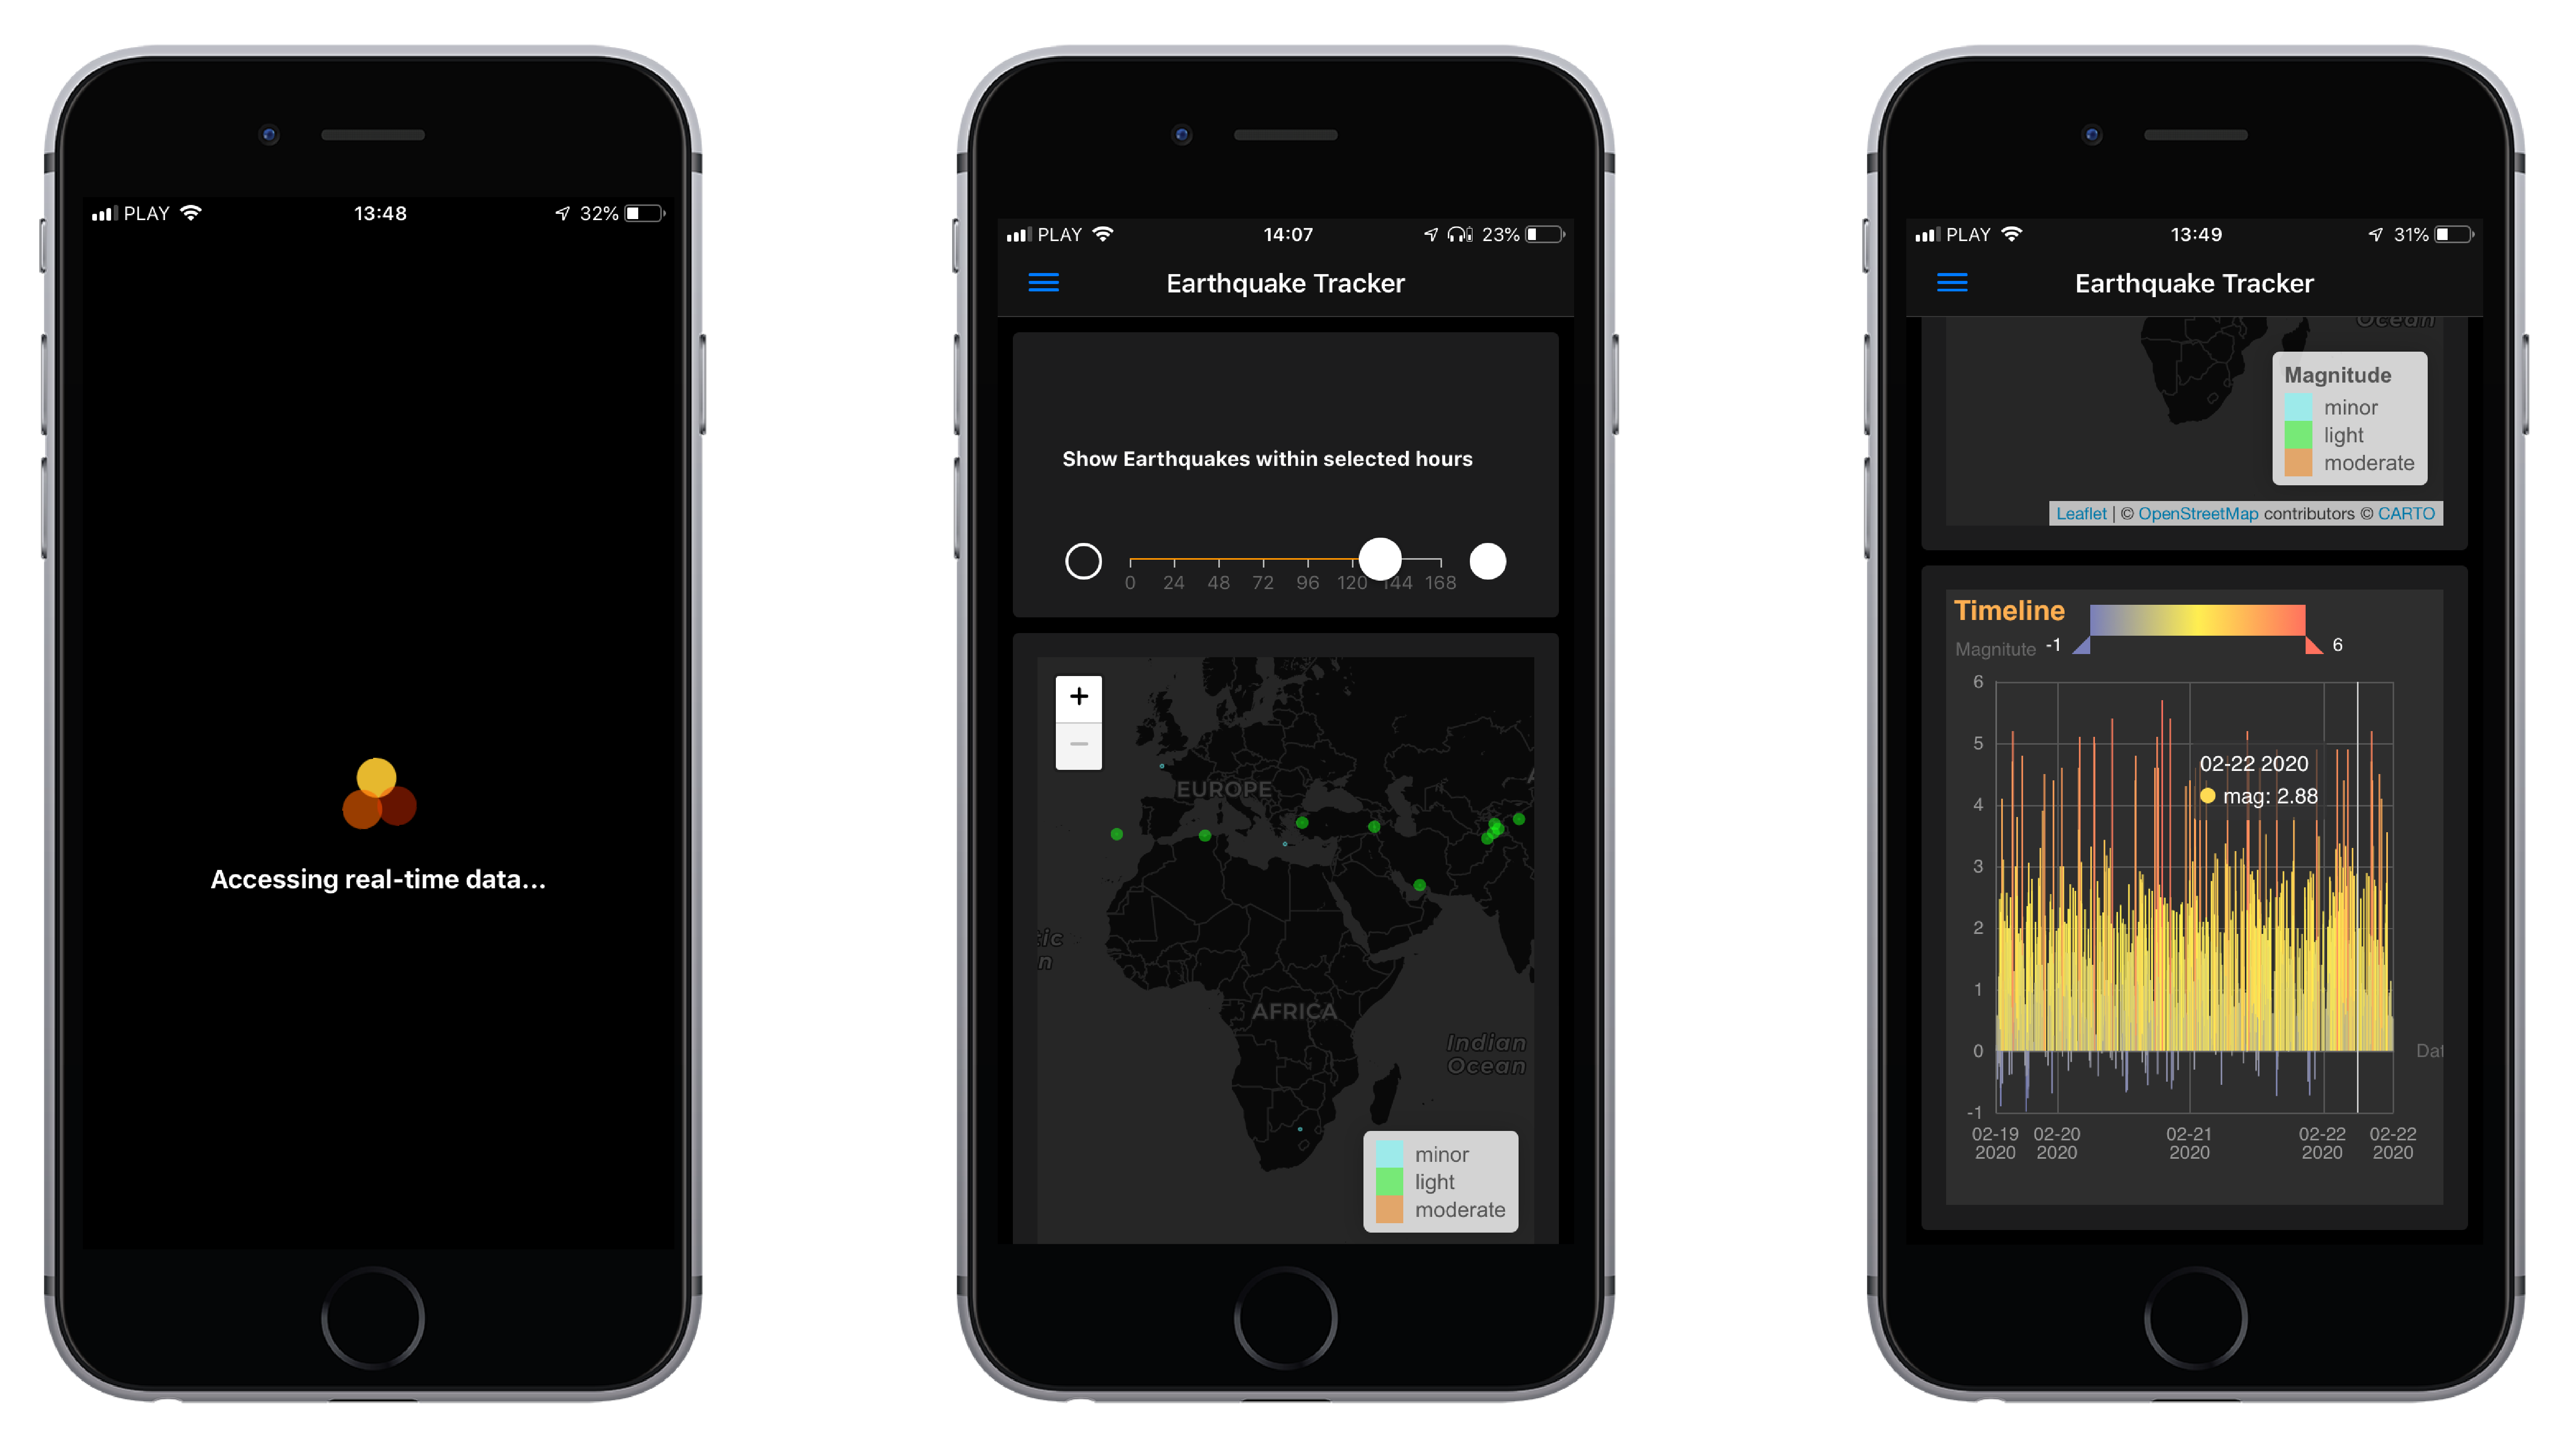 PLAY 13:48 32%
Accessing real-time data...
PLAY 14:07 23%
Earthquake Tracker
Show Earthquakes within selected hours
0 24 48 72 96 120 144 168
+
−
EUROPE
AFRICA
Indian
Ocean
minor
light
moderate
PLAY 13:49 31%
Earthquake Tracker
Ocean
Magnitude
minor
light
moderate
Leaflet | © OpenStreetMap contributors © CARTO
Timeline
Magnitute -1 6
6
5
02-22 2020
mag: 2.88
4
3
2
1
0 Dat
-1
02-19 02-20 02-21 02-22 02-22
2020 2020 2020 2020 2020